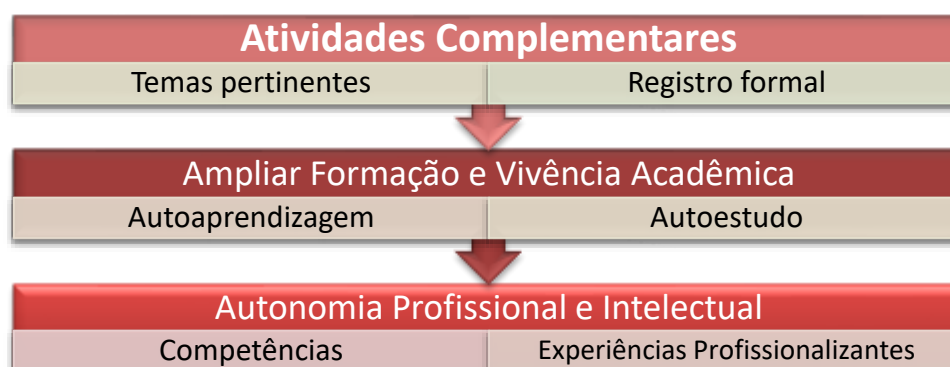 Atividades Complementares
Temas pertinentes Registro formal
Ampliar Formação e Vivência Acadêmica
Autoaprendizagem Autoestudo
Autonomia Profissional e Intelectual
Competências Experiências Profissionalizantes